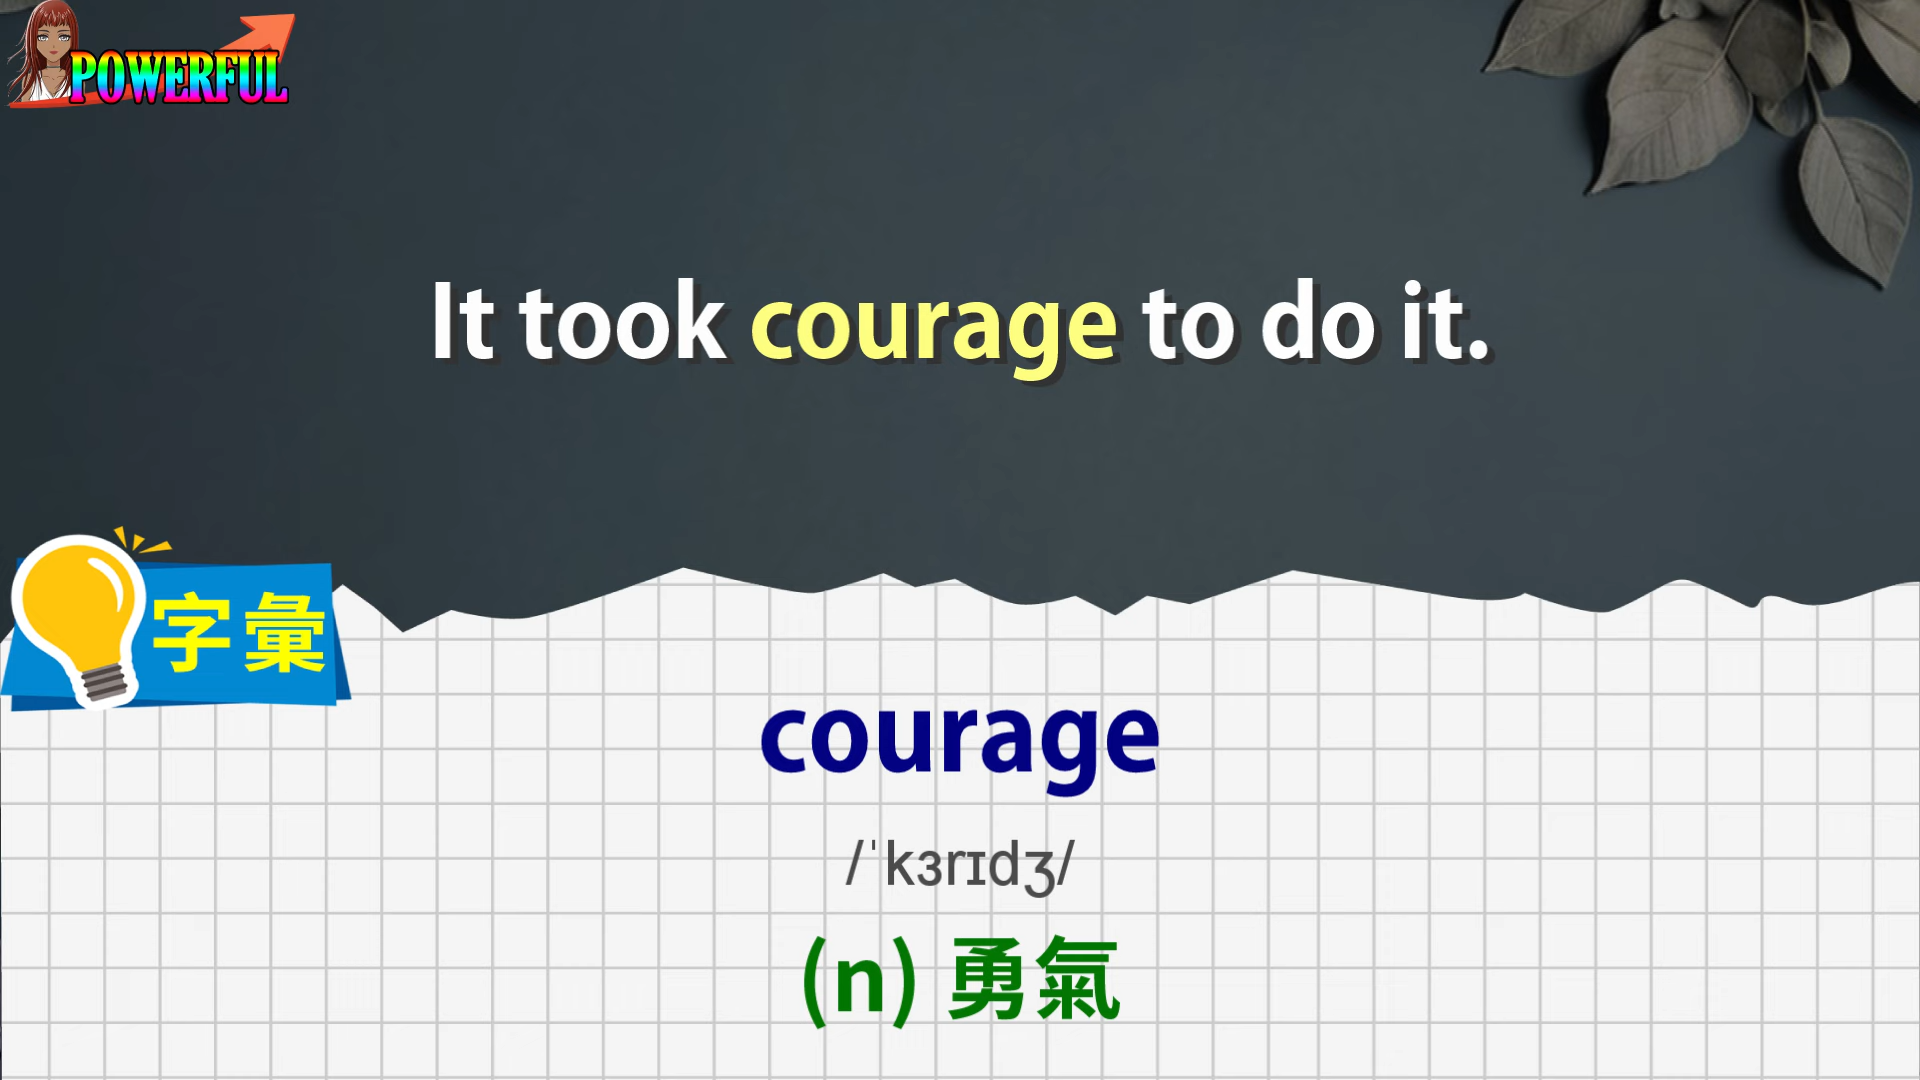 POWERFUL
It took courage to do it.
字彙
courage
/ˈkɜrɪdʒ/
(n) 勇氣